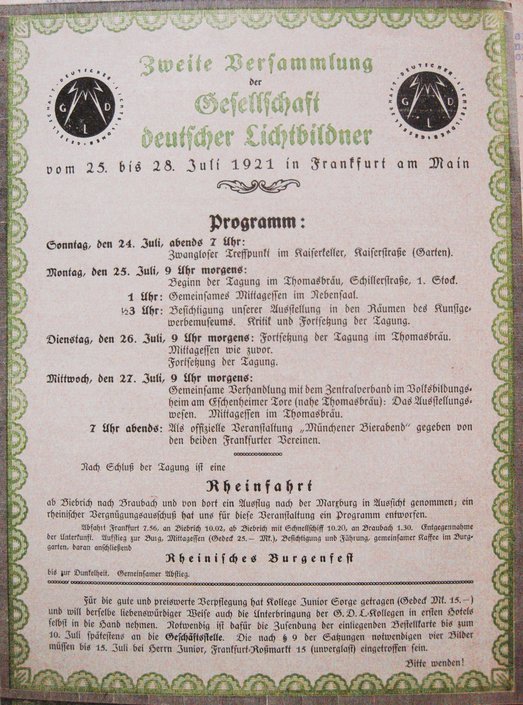 Zweite Versammlung
der
Gesellschaft
deutscher Lichtbildner
vom 25. bis 28. Juli 1921 in Frankfurt am Main
GESELLSCHAFT·DEUTSCHER·LICHTBILDNER
G D L
GESELLSCHAFT·DEUTSCHER·LICHTBILDNER
G D L
Programm:
Sonntag, den 24. Juli, abends 7 Uhr:
Zwangloser Treffpunkt im Kaiserkeller, Kaiserstraße (Garten).
Montag, den 25. Juli, 9 Uhr morgens:
Beginn der Tagung im Thomasbräu, Schillerstraße, 1. Stock.
1 Uhr: Gemeinsames Mittagessen im Nebensaal.
½3 Uhr: Besichtigung unserer Ausstellung in den Räumen des Kunstge-
werbemuseums. Kritik und Fortsetzung der Tagung.
Dienstag, den 26. Juli, 9 Uhr morgens: Fortsetzung der Tagung im Thomasbräu.
Mittagessen wie zuvor.
Fortsetzung der Tagung.
Mittwoch, den 27. Juli, 9 Uhr morgens:
Gemeinsame Verhandlung mit dem Zentralverband im Volksbildungs-
heim am Eschenheimer Tore (nahe Thomasbräu): Das Ausstellungs-
wesen. Mittagessen im Thomasbräu.
7 Uhr abends: Als offizielle Veranstaltung „Münchener Bierabend" gegeben von
den beiden Frankfurter Vereinen.
Nach Schluß der Tagung ist eine
Rheinfahrt
ab Biebrich nach Braubach und von dort ein Ausflug nach der Marxburg in Aussicht genommen; ein
rheinischer Vergnügungsausschuß hat uns für diese Veranstaltung ein Programm entworfen.
Abfahrt Frankfurt 7.56, an Biebrich 10.02, ab Biebrich mit Schnellschiff 10.20, an Braubach 1.30. Entgegennahme
der Unterkunft. Aufstieg zur Burg, Mittagessen (Gedeck 25.— Mk.), Besichtigung und Führung, gemeinsamer Kaffee im Burg-
garten, daran anschließend
Rheinisches Burgenfest
bis zur Dunkelheit. Gemeinsamer Abstieg.
Für die gute und preiswerte Verpflegung hat Kollege Junior Sorge getragen (Gedeck Mk. 15.—)
und will derselbe liebenswürdiger Weise auch die Unterbringung der G.D.L.-Kollegen in ersten Hotels
selbst in die Hand nehmen. Notwendig ist dafür die Zusendung der einliegenden Bestellkarte bis zum
10. Juli spätestens an die Geschäftsstelle. Die nach § 9 der Satzungen notwendigen vier Bilder
müssen bis 15. Juli bei Herrn Junior, Frankfurt-Roßmarkt 15 (unverglast) eingetroffen sein.
Bitte wenden!